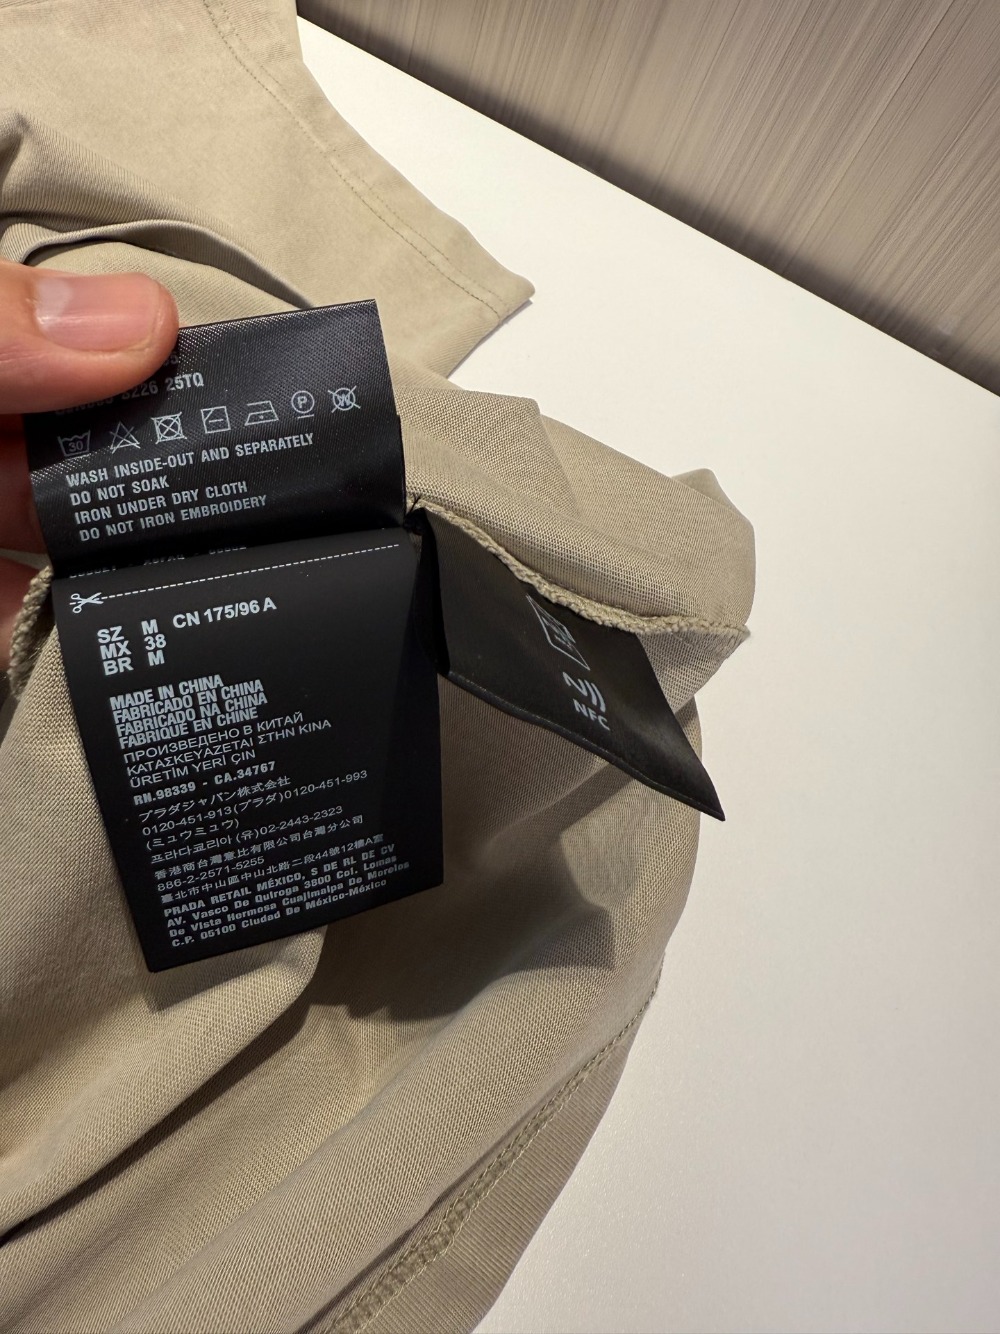 3226 25TQ
30 P W
WASH INSIDE-OUT AND SEPARATELY
DO NOT SOAK
IRON UNDER DRY CLOTH
DO NOT IRON EMBROIDERY
SZ M CN 175/96 A
MX 38
BR M
MADE IN CHINA
FABRICADO EN CHINA
FABRICADO NA CHINA
FABRIQUÉ EN CHINE
ПРОИЗВЕДЕНО В КИТАЙ
ΚΑΤΑΣΚΕΥΑΖΕΤΑΙ ΣΤΗΝ ΚΙΝΑ
ÜRETİM YERİ ÇIN
RN.98339 - CA.34767
プラダジャパン株式会社
0120-451-913(プラダ)0120-451-993
(ミュウミュウ)
프라다코리아 (유)02-2443-2323
香港商台灣意比有限公司台灣分公司
886-2-2571-5255
臺北市中山區中山北路二段44號12樓A室
PRADA RETAIL MÉXICO, S DE RL DE CV
AV. Vasco De Quiroga 3800 Col. Lomas
De Vista Hermosa Cuajimalpa De Morelos
C.P. 05100 Ciudad De México-México
NFC